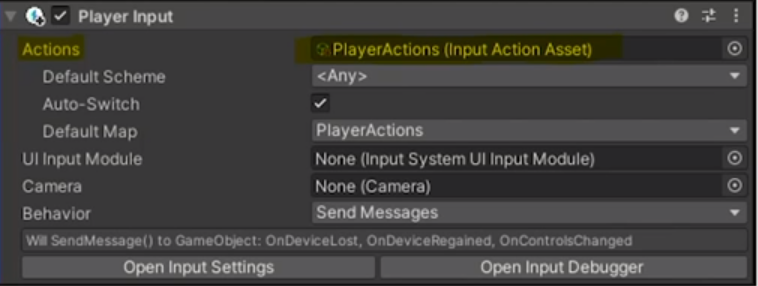 Player Input
Actions PlayerActions (Input Action Asset)
Default Scheme <Any>
Auto-Switch
Default Map PlayerActions
UI Input Module None (Input System UI Input Module)
Camera None (Camera)
Behavior Send Messages
Will SendMessage() to GameObject: OnDeviceLost, OnDeviceRegained, OnControlsChanged
Open Input Settings Open Input Debugger